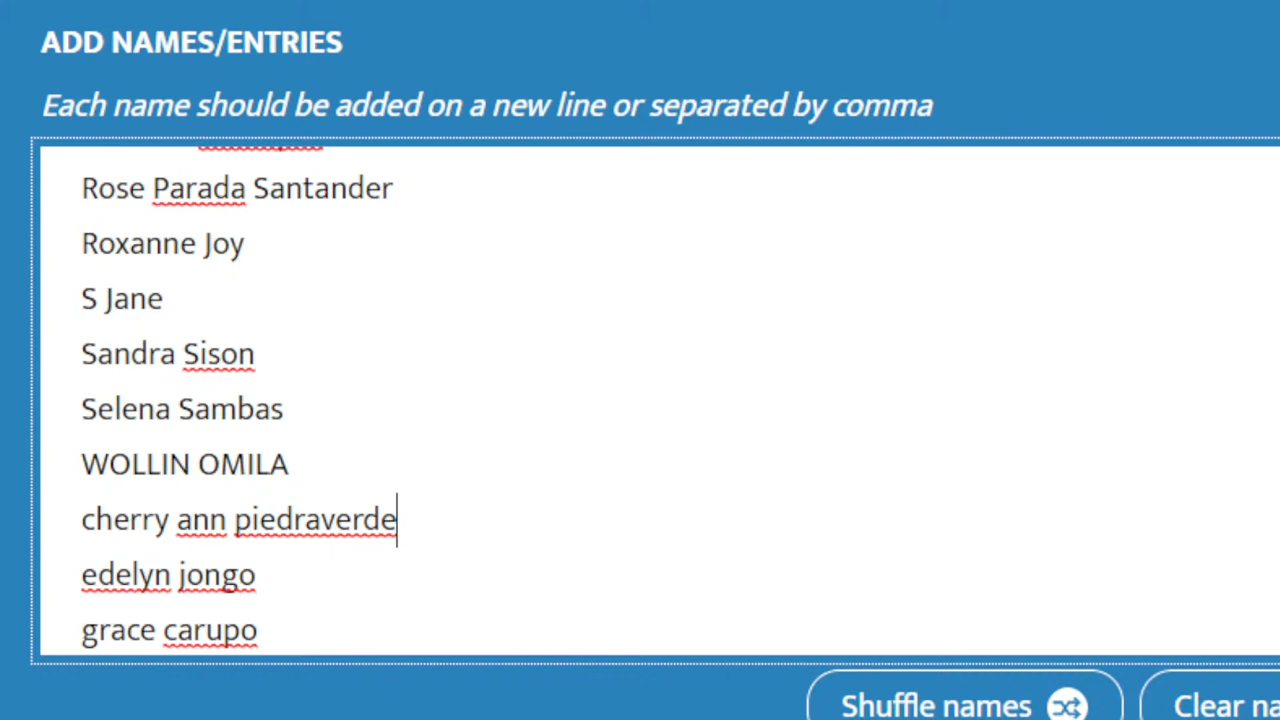 ADD NAMES/ENTRIES
Each name should be added on a new line or separated by comma
Rose Parada Santander
Roxanne Joy
S Jane
Sandra Sison
Selena Sambas
WOLLIN OMILA
cherry ann piedraverde
edelyn jongo
grace carupo
Shuffle names
Clear